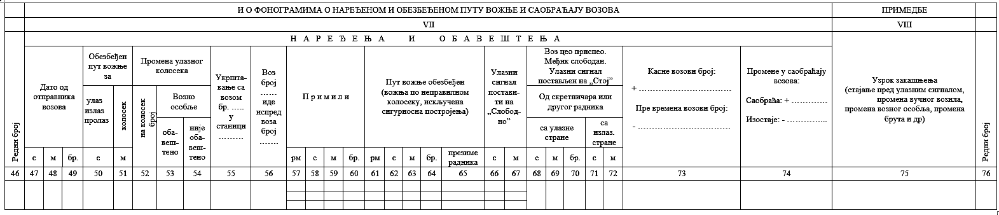 И О ФОНОГРАМИМА О НАРЕЂЕНОМ И ОБЕЗБЕЂЕНОМ ПУТУ ВОЖЊЕ И САОБРАЋАЈУ ВОЗОВА
ПРИМЕДБЕ
VII
VIII
Редни број
Н А Р Е Ђ Е Њ А И О Б А В Е Ш Т Е Њ А
Дато од
отправника
возова
Обезбеђен
пут вожње
за
улаз
излаз
пролаз
колосек
Промена улазног
колосека
на колосек
број
Возно
особље
оба-
веш-
тено
није
оба-
веш-
тено
Укршта-
вање са
возом
бр. .....
у
станици
.........
Воз
број
......
иде
испред
воза
број
.......
П р и м и л и
Пут вожње обезбеђен
(вожња по неправилном
колосеку, искључена
сигурносна постројења)
Улазни
сигнал
постави-
ти на
„Слобод-
но”
Воз цео приспео.
Међик слободан.
Улазни сигнал
постављен на „Стој”
Од скретничара или
другог радника
са улазне
стране
са
излаз.
стране
Касне возови број:
+ ..................................
Пре времена возови број:
- ...................................
Промене у саобраћају
возова:
Саобраћа: + .............
Изостаје: - ................
Узрок закашњења
(стајање пред улазним сигналом,
промена вучног возила,
промена возног особља, промена
брута и др)
Редни број
с м бр. с м рм с м бр. рм с м бр. презиме
радника
с м с м бр. с м
46 47 48 49 50 51 52 53 54 55 56 57 58 59 60 61 62 63 64 65 66 67 68 69 70 71 72 73 74 75 76